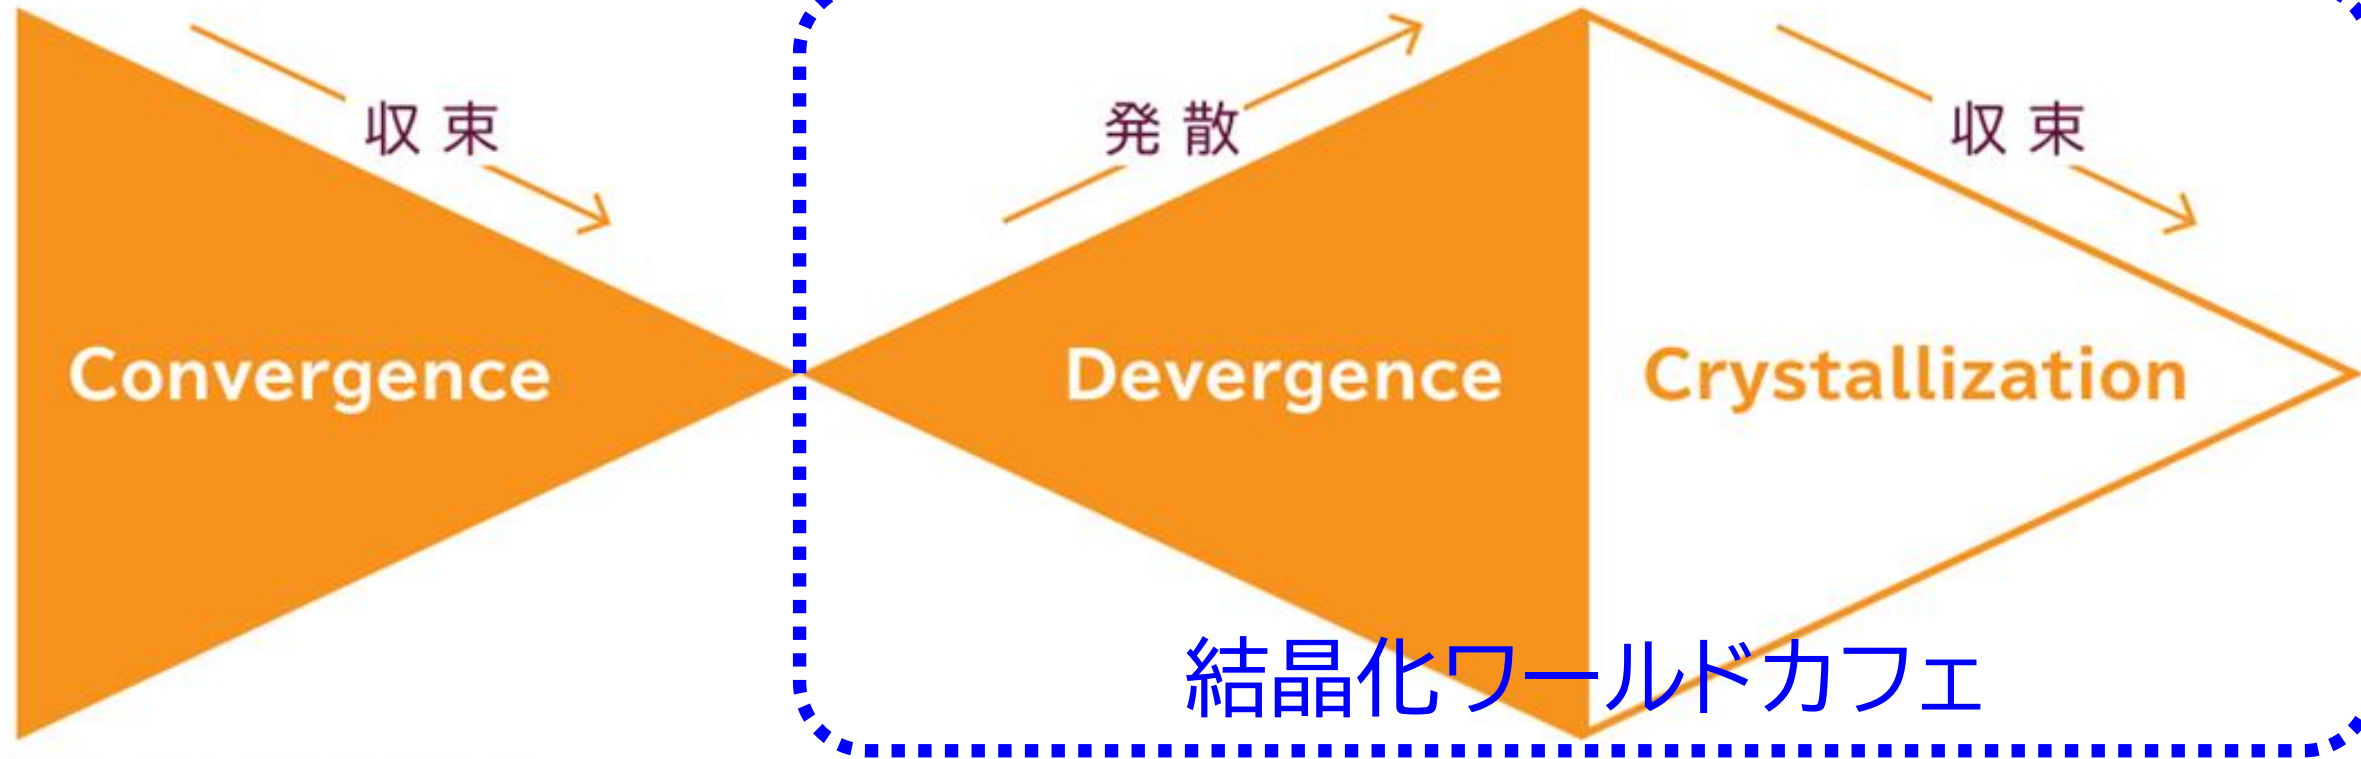 収束
発散
収束
Convergence
Devergence
Crystallization
結晶化ワールドカフェ